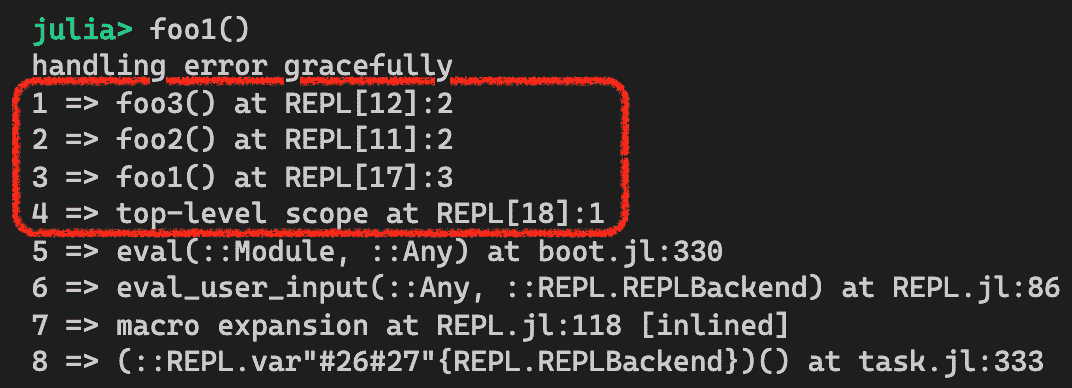 julia> foo1()
handling error gracefully
1 => foo3() at REPL[12]:2
2 => foo2() at REPL[11]:2
3 => foo1() at REPL[17]:3
4 => top-level scope at REPL[18]:1
5 => eval(::Module, ::Any) at boot.jl:330
6 => eval_user_input(::Any, ::REPL.REPLBackend) at REPL.jl:86
7 => macro expansion at REPL.jl:118 [inlined]
8 => (::REPL.var"#26#27"{REPL.REPLBackend})() at task.jl:333